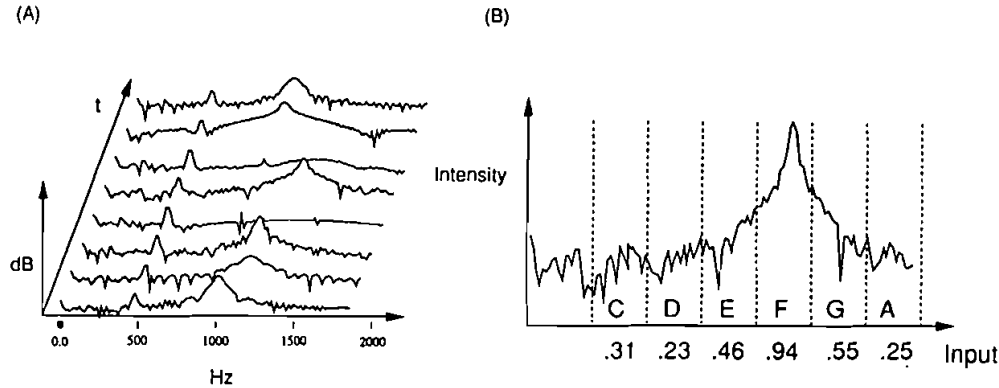 (A)
t
dB
0.0 500 1000 1500 2000
Hz
(B)
Intensity
C D E F G A
.31 .23 .46 .94 .55 .25 Input